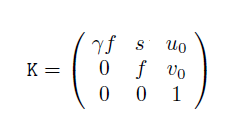 γf s u₀
K = 0 f v₀
0 0 1